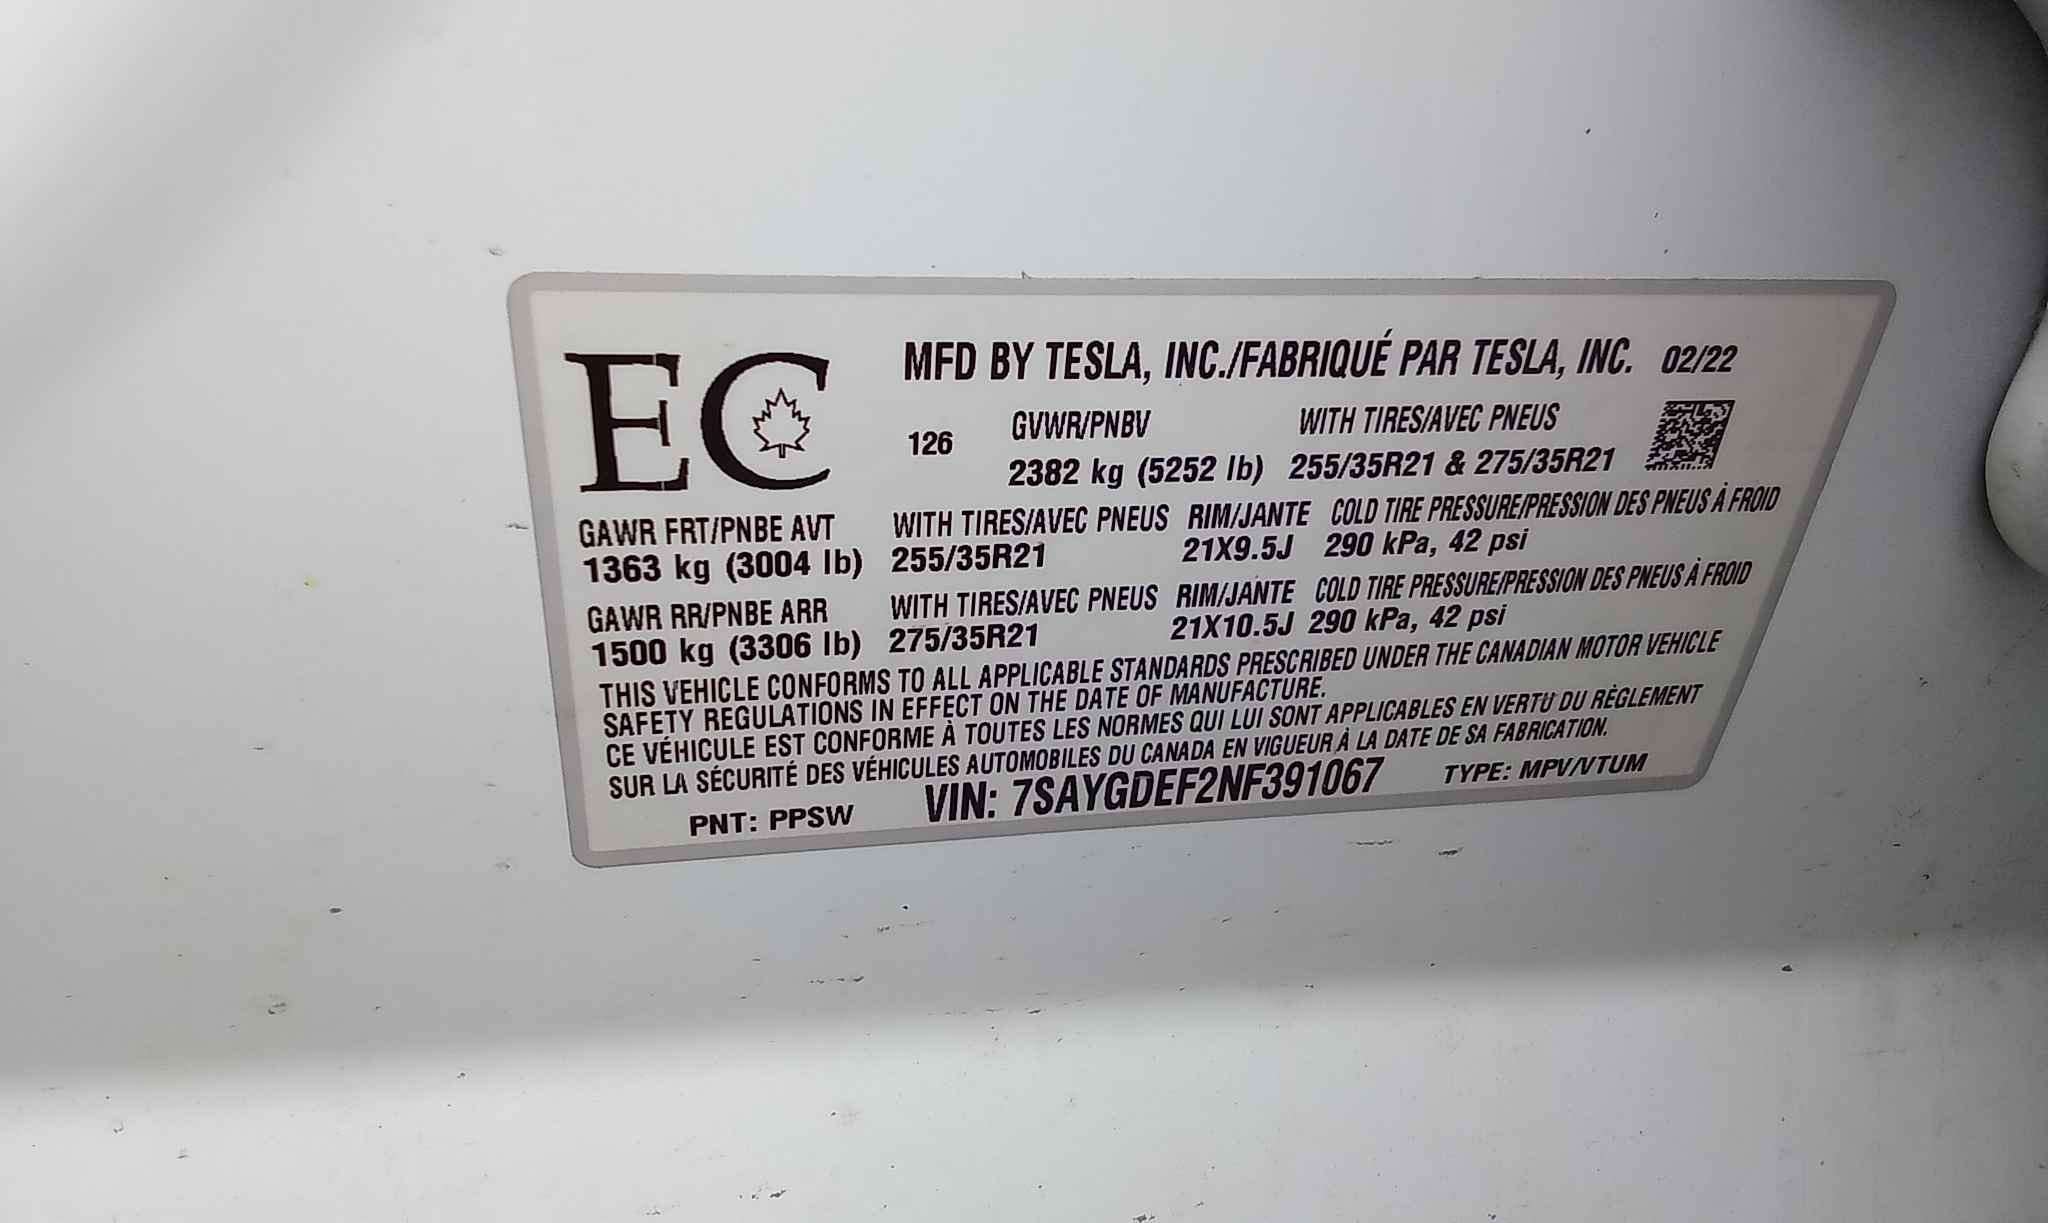 EC
MFD BY TESLA, INC./FABRIQUÉ PAR TESLA, INC. 02/22
126 GVWR/PNBV WITH TIRES/AVEC PNEUS
2382 kg (5252 lb) 255/35R21 & 275/35R21
GAWR FRT/PNBE AVT WITH TIRES/AVEC PNEUS RIM/JANTE COLD TIRE PRESSURE/PRESSION DES PNEUS À FROID
1363 kg (3004 lb) 255/35R21 21X9.5J 290 kPa, 42 psi
GAWR RR/PNBE ARR WITH TIRES/AVEC PNEUS RIM/JANTE COLD TIRE PRESSURE/PRESSION DES PNEUS À FROID
1500 kg (3306 lb) 275/35R21 21X10.5J 290 kPa, 42 psi
THIS VEHICLE CONFORMS TO ALL APPLICABLE STANDARDS PRESCRIBED UNDER THE CANADIAN MOTOR VEHICLE
SAFETY REGULATIONS IN EFFECT ON THE DATE OF MANUFACTURE.
CE VÉHICULE EST CONFORME À TOUTES LES NORMES QUI LUI SONT APPLICABLES EN VERTU DU RÈGLEMENT
SUR LA SÉCURITÉ DES VÉHICULES AUTOMOBILES DU CANADA EN VIGUEUR À LA DATE DE SA FABRICATION.
PNT: PPSW VIN: 7SAYGDEF2NF391067 TYPE: MPV/VTUM